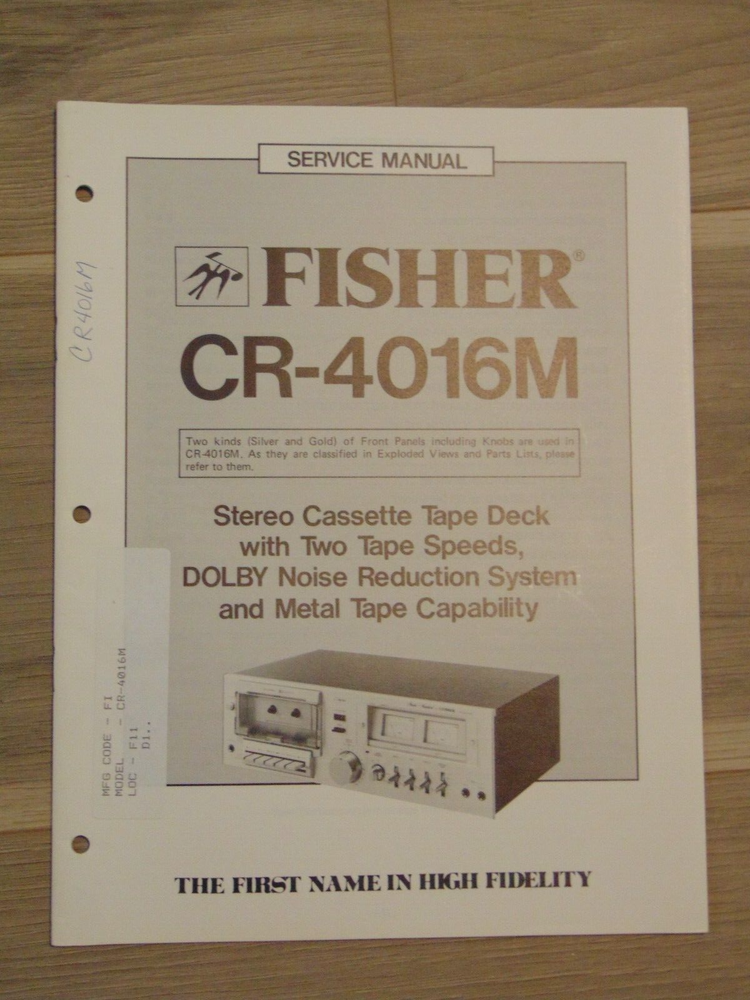 SERVICE MANUAL
FISHER®
CR-4016M
Two kinds (Silver and Gold) of Front Panels including Knobs are used in
CR-4016M. As they are classified in Exploded Views and Parts Lists, please
refer to them.
Stereo Cassette Tape Deck
with Two Tape Speeds,
DOLBY Noise Reduction System
and Metal Tape Capability
THE FIRST NAME IN HIGH FIDELITY
CR4016M
MFG CODE - FI
MODEL - CR-4016M
LOC - F11
D1..